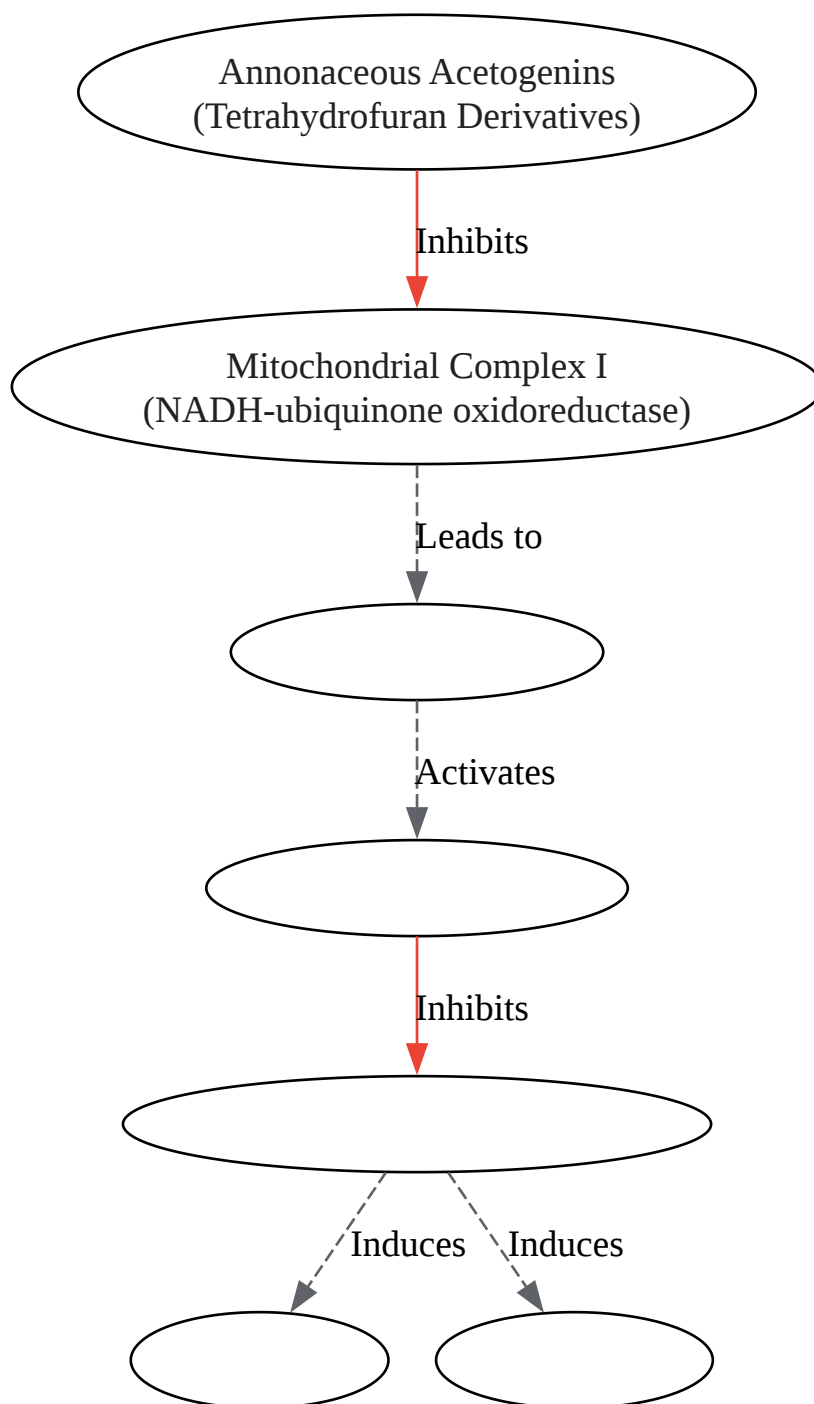 Annonaceous Acetogenins
(Tetrahydrofuran Derivatives)
Inhibits
Mitochondrial Complex I
(NADH-ubiquinone oxidoreductase)
Leads to
Activates
Inhibits
Induces
Induces